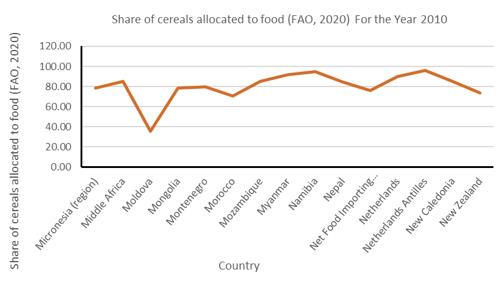 Share of cereals allocated to food (FAO, 2020) For the Year 2010
Share of cereals allocated to food (FAO, 2020)
120.00
100.00
80.00
60.00
40.00
20.00
0.00
Micronesia (region)
Middle Africa
Moldova
Mongolia
Montenegro
Morocco
Mozambique
Myanmar
Namibia
Nepal
Net Food Importing...
Netherlands
Netherlands Antilles
New Caledonia
New Zealand
Country